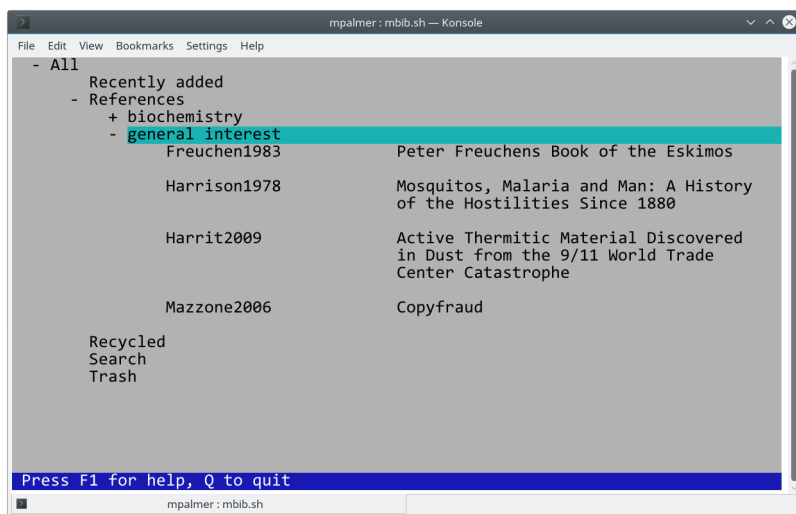 mpalmer : mbib.sh — Konsole
File Edit View Bookmarks Settings Help
- All
Recently added
- References
+ biochemistry
- general interest
Freuchen1983 Peter Freuchens Book of the Eskimos
Harrison1978 Mosquitos, Malaria and Man: A History
of the Hostilities Since 1880
Harrit2009 Active Thermitic Material Discovered
in Dust from the 9/11 World Trade
Center Catastrophe
Mazzone2006 Copyfraud
Recycled
Search
Trash
Press F1 for help, Q to quit
mpalmer : mbib.sh